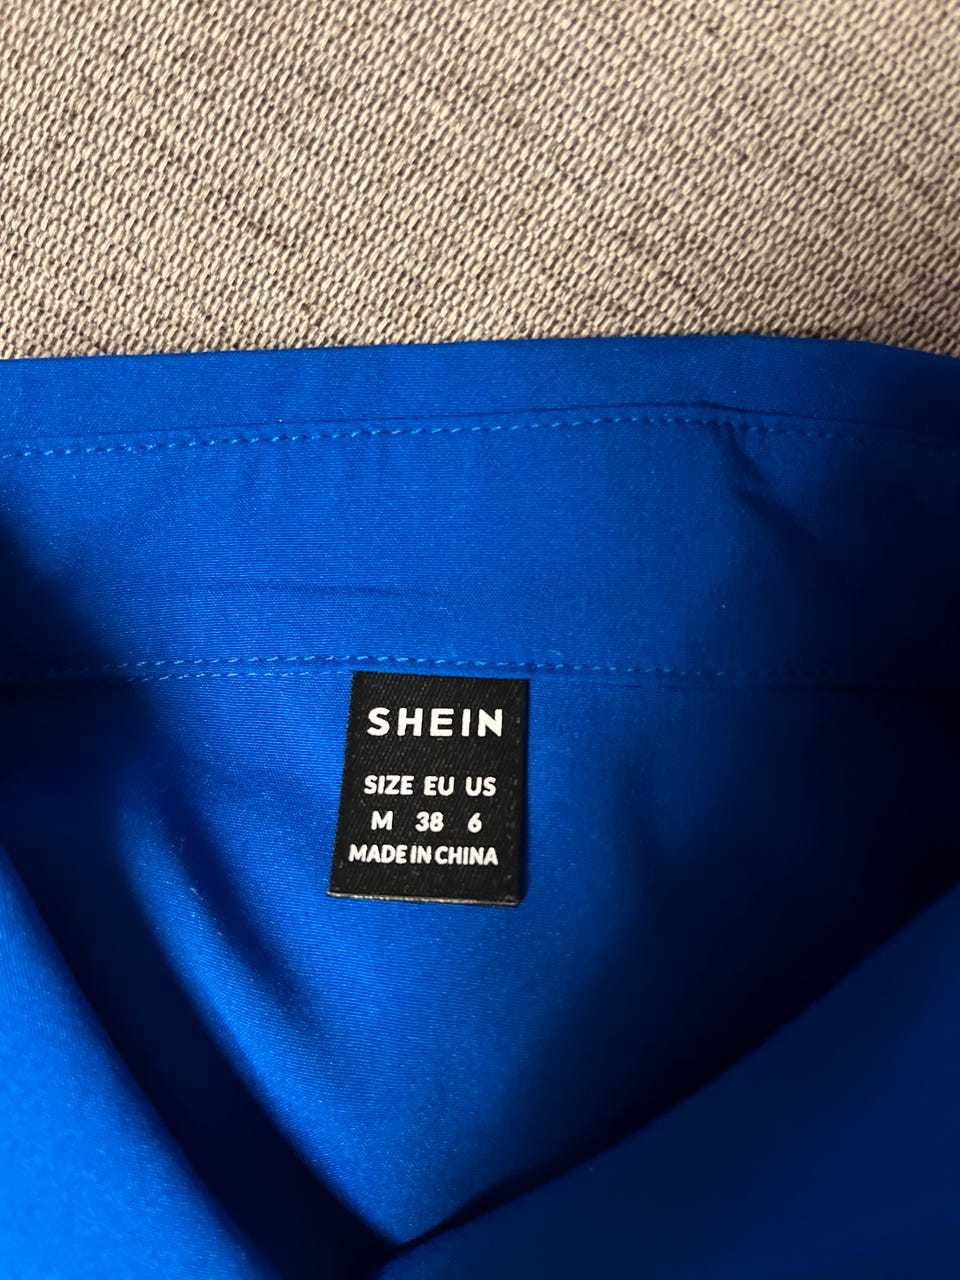 SHEIN
SIZE EU US
M 38 6
MADE IN CHINA